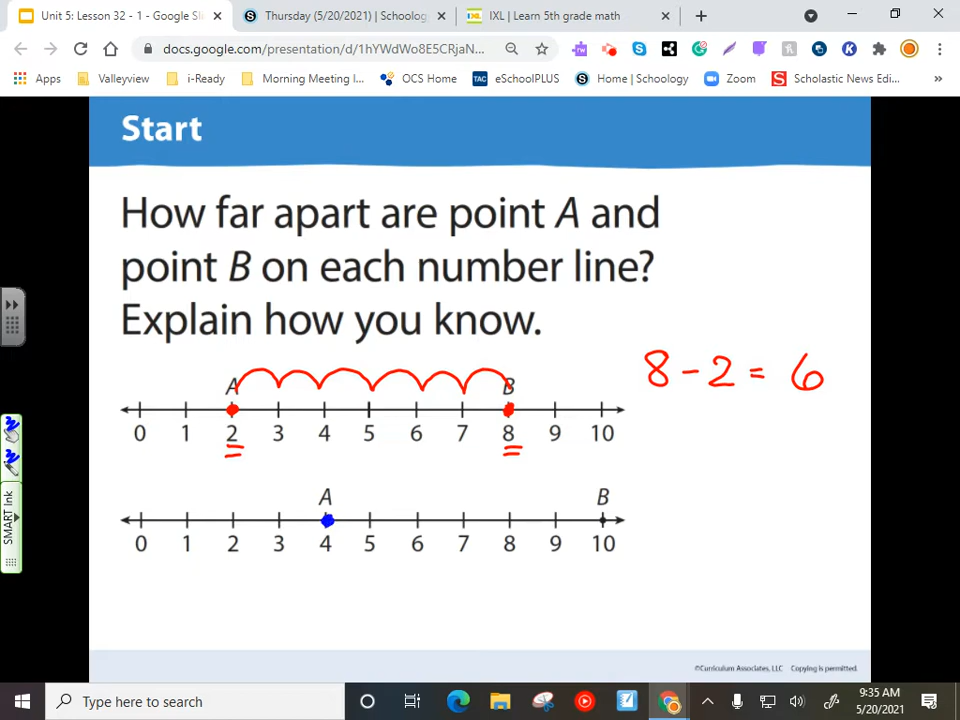 Unit 5: Lesson 32 - 1 - Google Sli
Thursday (5/20/2021) | Schoolog
IXL | Learn 5th grade math
docs.google.com/presentation/d/1hYWdWo8E5CRjaN...
Apps
Valleyview
i-Ready
Morning Meeting I...
OCS Home
TAC eSchoolPLUS
Home | Schoology
Zoom
Scholastic News Edi...
»
Start
How far apart are point A and
point B on each number line?
Explain how you know.
8-2 = 6
A B
0 1 2 3 4 5 6 7 8 9 10
A B
0 1 2 3 4 5 6 7 8 9 10
SMART Ink
©Curriculum Associates, LLC Copying is permitted.
Type here to search
9:35 AM
5/20/2021